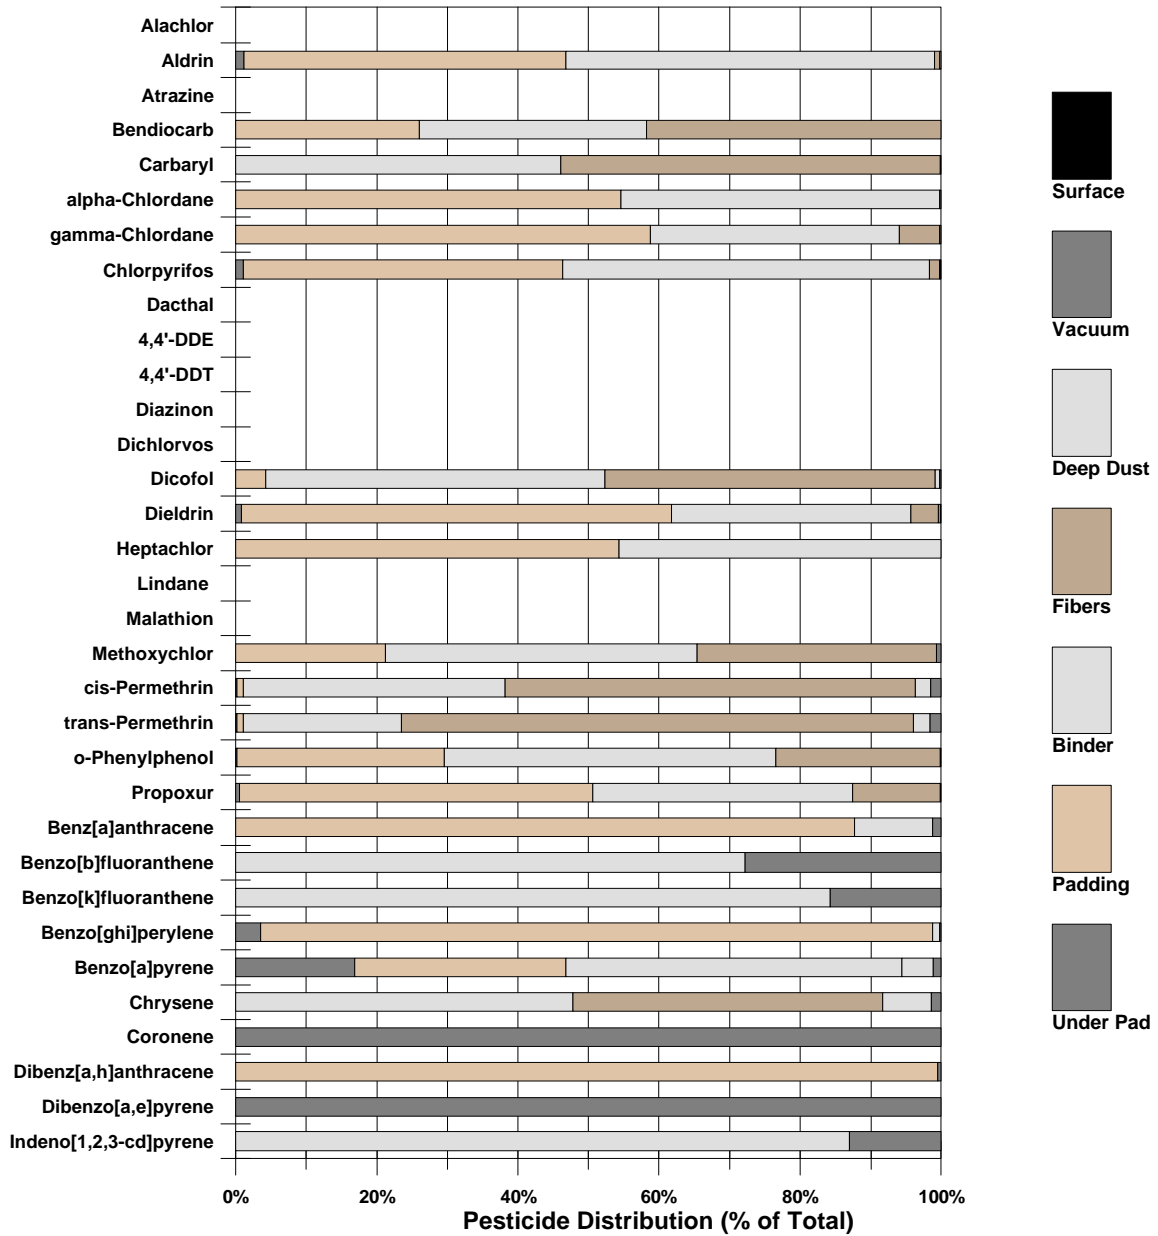 Alachlor
Aldrin
Atrazine
Bendiocarb
Carbaryl
alpha-Chlordane
gamma-Chlordane
Chlorpyrifos
Dacthal
4,4'-DDE
4,4'-DDT
Diazinon
Dichlorvos
Dicofol
Dieldrin
Heptachlor
Lindane
Malathion
Methoxychlor
cis-Permethrin
trans-Permethrin
o-Phenylphenol
Propoxur
Benz[a]anthracene
Benzo[b]fluoranthene
Benzo[k]fluoranthene
Benzo[ghi]perylene
Benzo[a]pyrene
Chrysene
Coronene
Dibenz[a,h]anthracene
Dibenzo[a,e]pyrene
Indeno[1,2,3-cd]pyrene
0% 20% 40% 60% 80% 100%
Pesticide Distribution (% of Total)
Surface
Vacuum
Deep Dust
Fibers
Binder
Padding
Under Pad